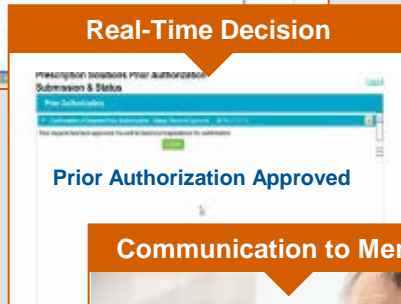 Real-Time Decision
Prescription Solutions Prior Authorization
Submission & Status
Prior Authorization
Prior Authorization Approved
Communication to Mem